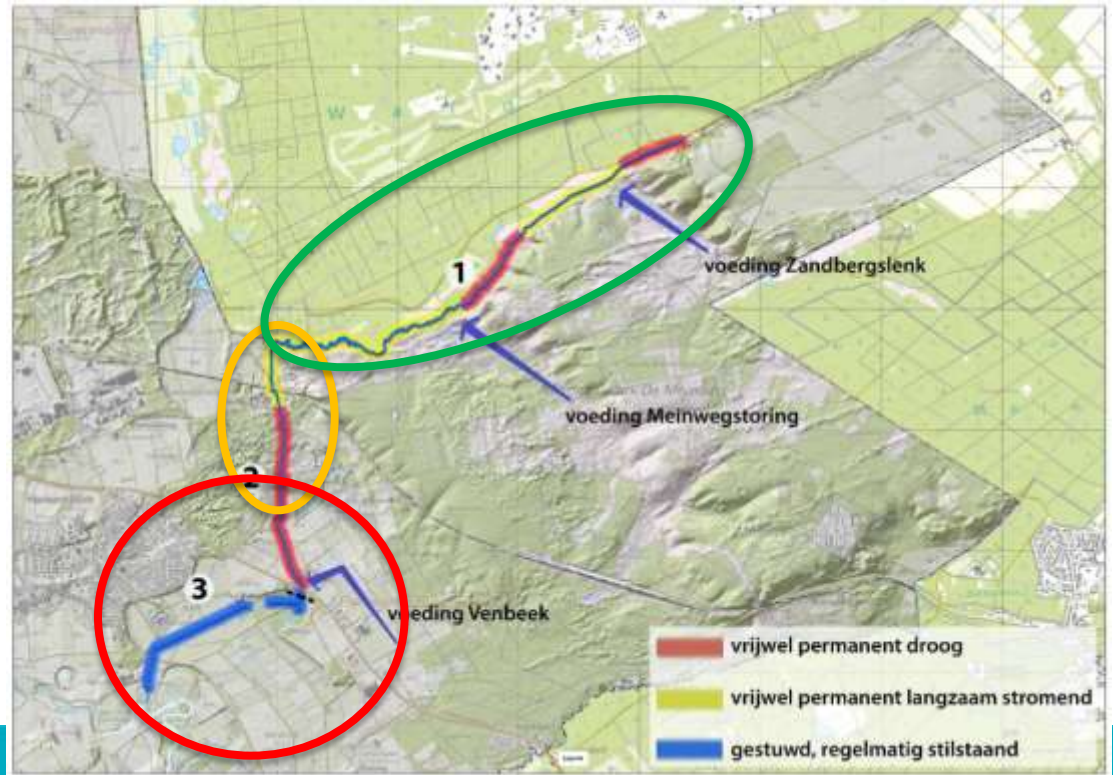 voeding Zandbergslenk
1
voeding Meinwegstoring
2
3
voeding Venbeek
vrijwel permanent droog
vrijwel permanent langzaam stromend
gestuwd, regelmatig stilstaand